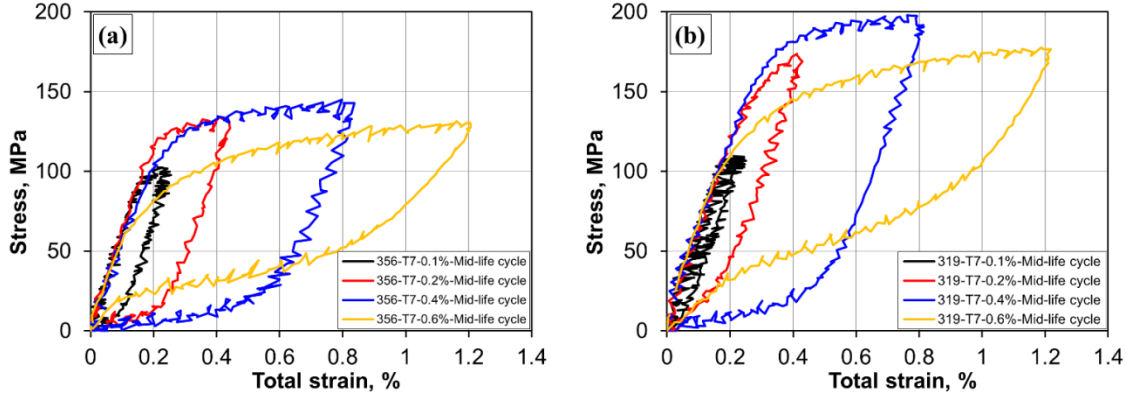 (a)
Stress, MPa
200
150
100
50
0
0 0.2 0.4 0.6 0.8 1 1.2 1.4
Total strain, %
356-T7-0.1%-Mid-life cycle
356-T7-0.2%-Mid-life cycle
356-T7-0.4%-Mid-life cycle
356-T7-0.6%-Mid-life cycle
(b)
Stress, MPa
200
150
100
50
0
0 0.2 0.4 0.6 0.8 1 1.2 1.4
Total strain, %
319-T7-0.1%-Mid-life cycle
319-T7-0.2%-Mid-life cycle
319-T7-0.4%-Mid-life cycle
319-T7-0.6%-Mid-life cycle